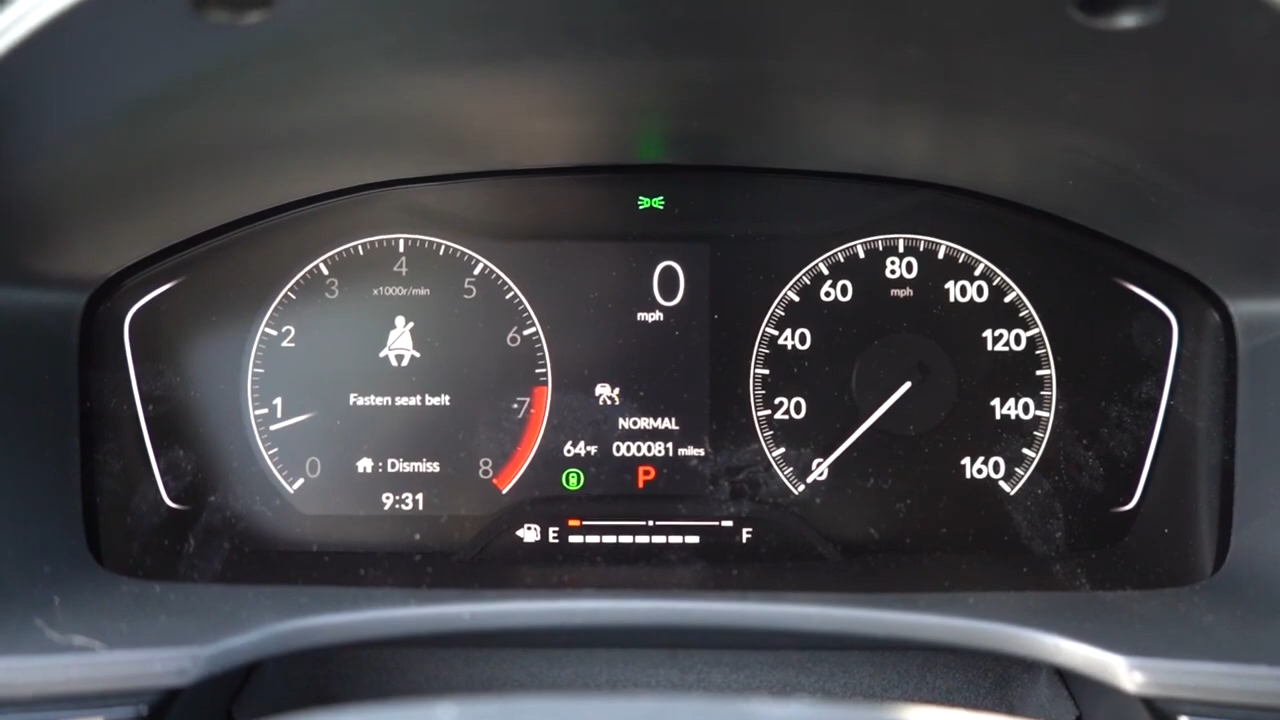 0
1
2
3
4
5
6
7
8
x1000r/min
Fasten seat belt
: Dismiss
9:31
0
mph
NORMAL
64°F 000081 miles
P
E F
0
20
40
60
80
100
120
140
160
mph